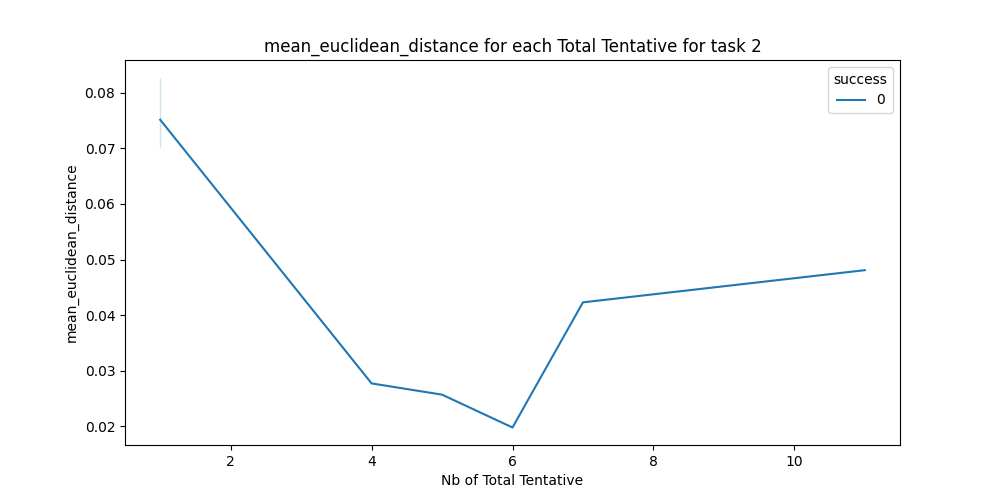 mean_euclidean_distance for each Total Tentative for task 2
success
0
mean_euclidean_distance
0.08
0.07
0.06
0.05
0.04
0.03
0.02
2 4 6 8 10
Nb of Total Tentative